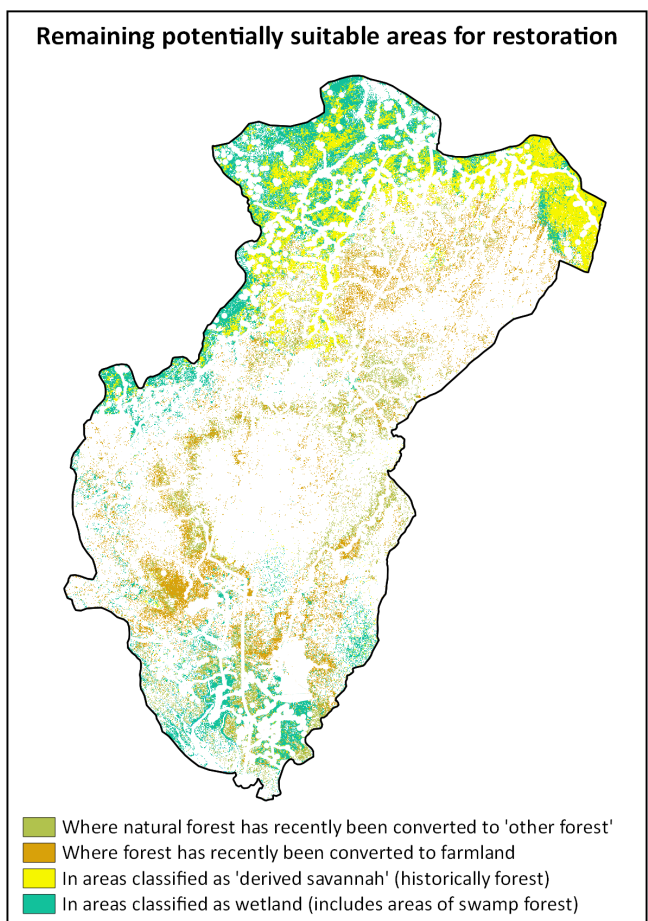 Remaining potentially suitable areas for restoration
Where natural forest has recently been converted to 'other forest'
Where forest has recently been converted to farmland
In areas classified as 'derived savannah' (historically forest)
In areas classified as wetland (includes areas of swamp forest)